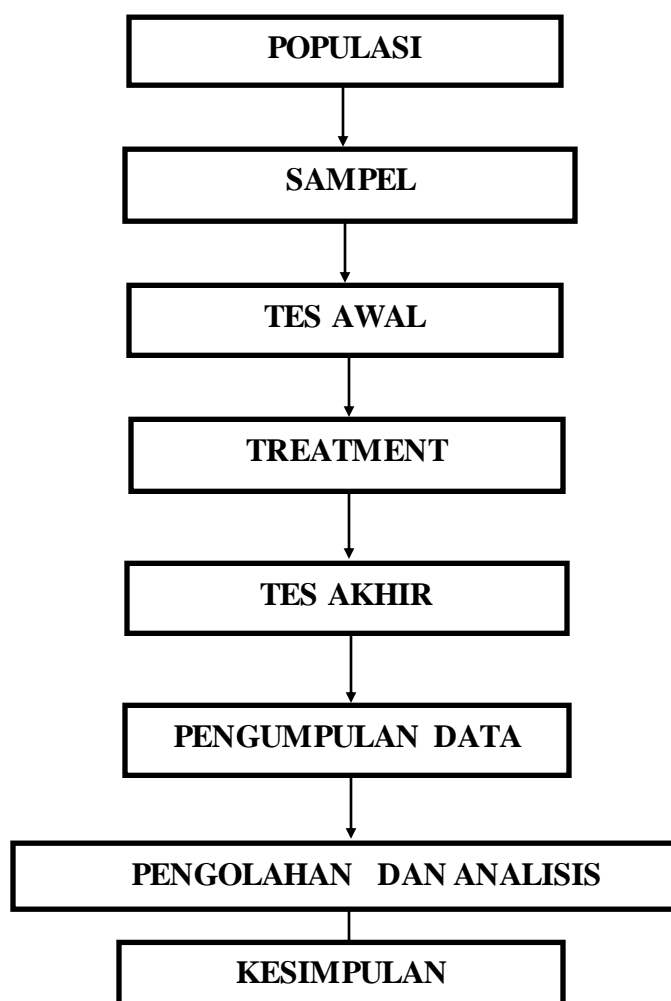 POPULASI
SAMPEL
TES AWAL
TREATMENT
TES AKHIR
PENGUMPULAN DATA
PENGOLAHAN DAN ANALISIS
KESIMPULAN